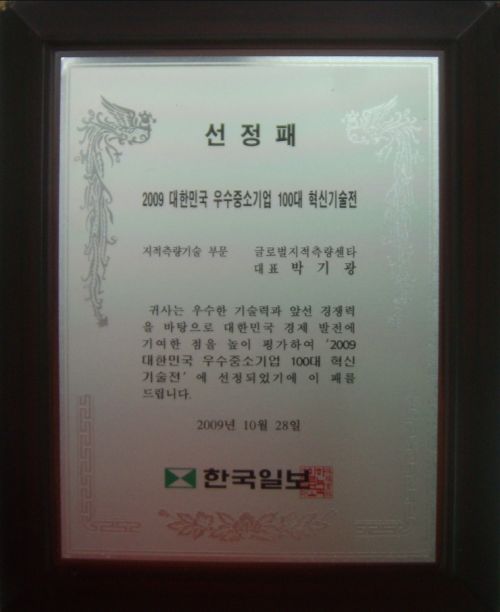 선정패
2009 대한민국 우수중소기업 100대 혁신기술전
지적측량기술 부문 글로벌지적측량센타
대표 박기광
귀사는 우수한 기술력과 앞선 경쟁력
을 바탕으로 대한민국 경제 발전에
기여한 점을 높이 평가하여 '2009
대한민국 우수중소기업 100대 혁신
기술전' 에 선정되었기에 이 패를
드립니다.
2009년 10월 28일
한국일보